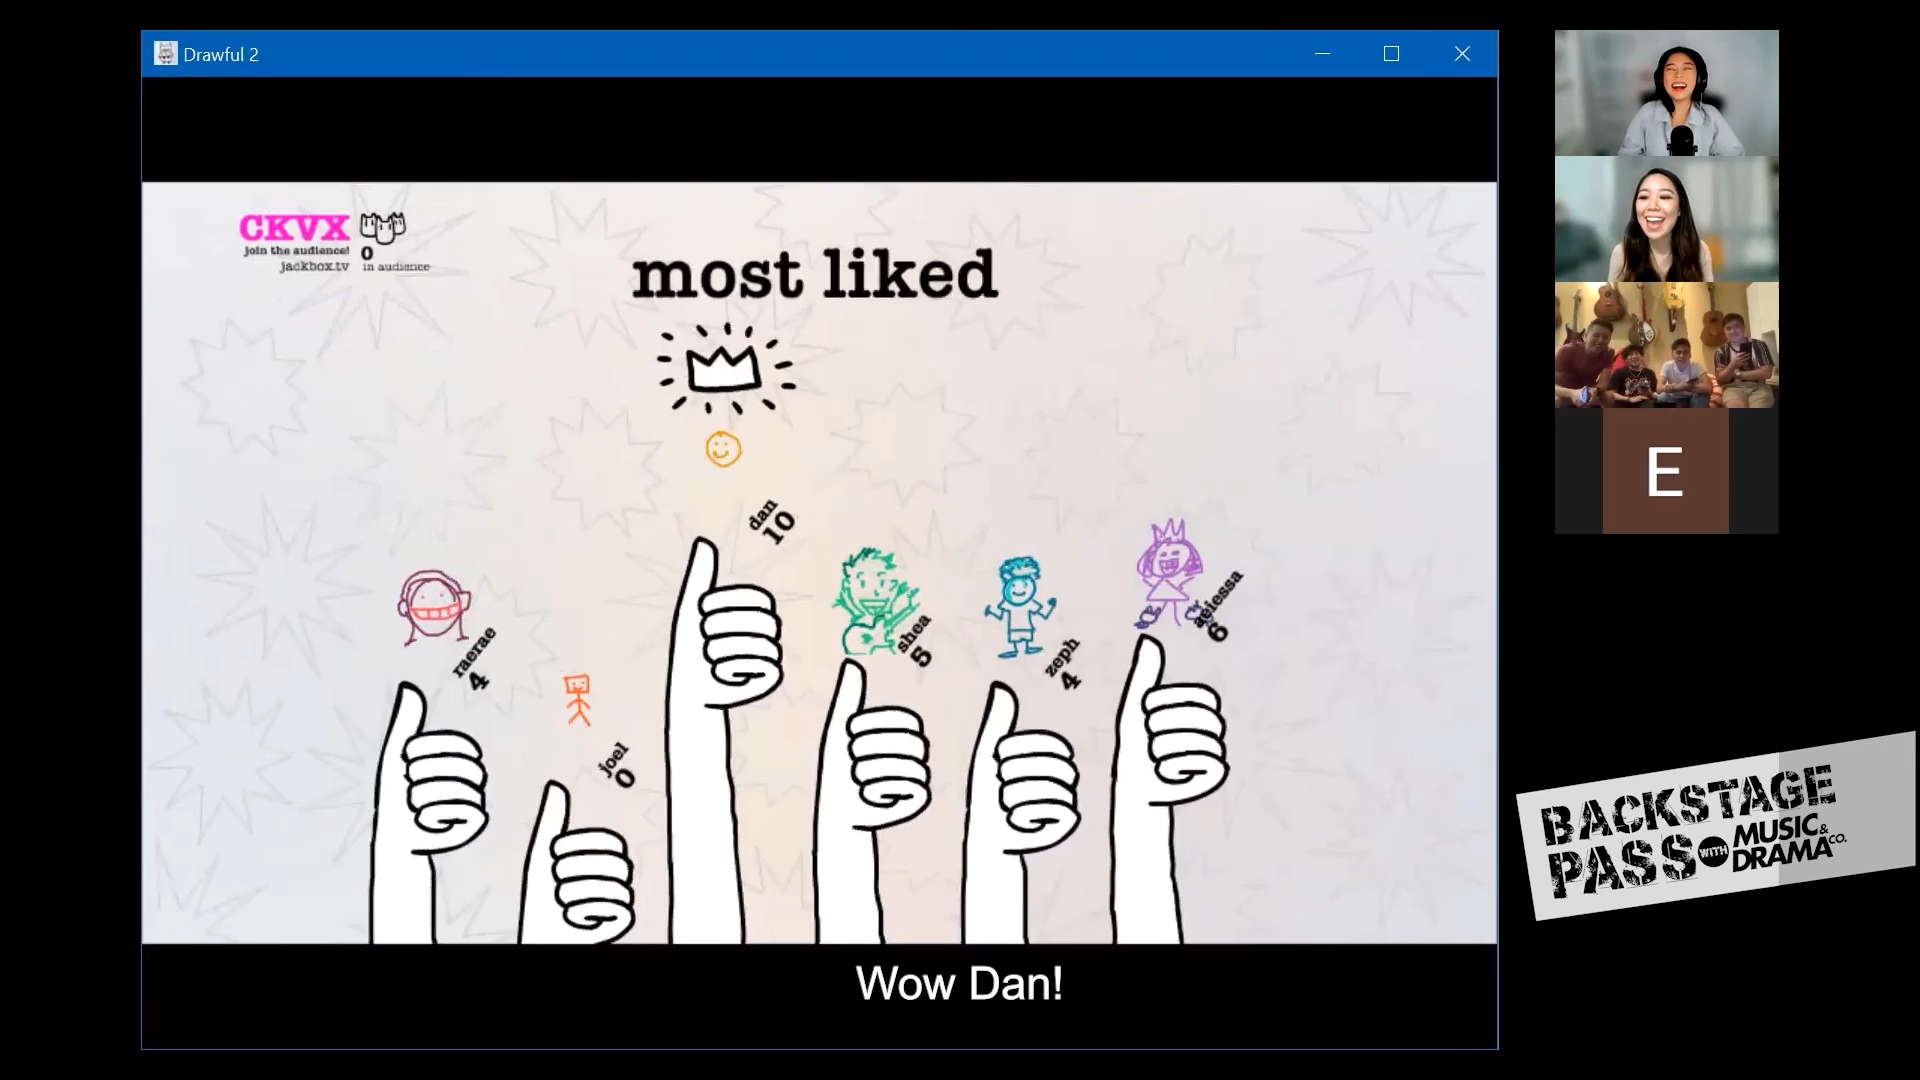 Drawful 2
CKVX
join the audience!
jackbox.tv
0
in audience
most liked
dan
10
raerae
4
joel
0
shea
5
zeph
4
6
Wow Dan!
E
BACKSTAGE
PASS WITH MUSIC & DRAMA CO.